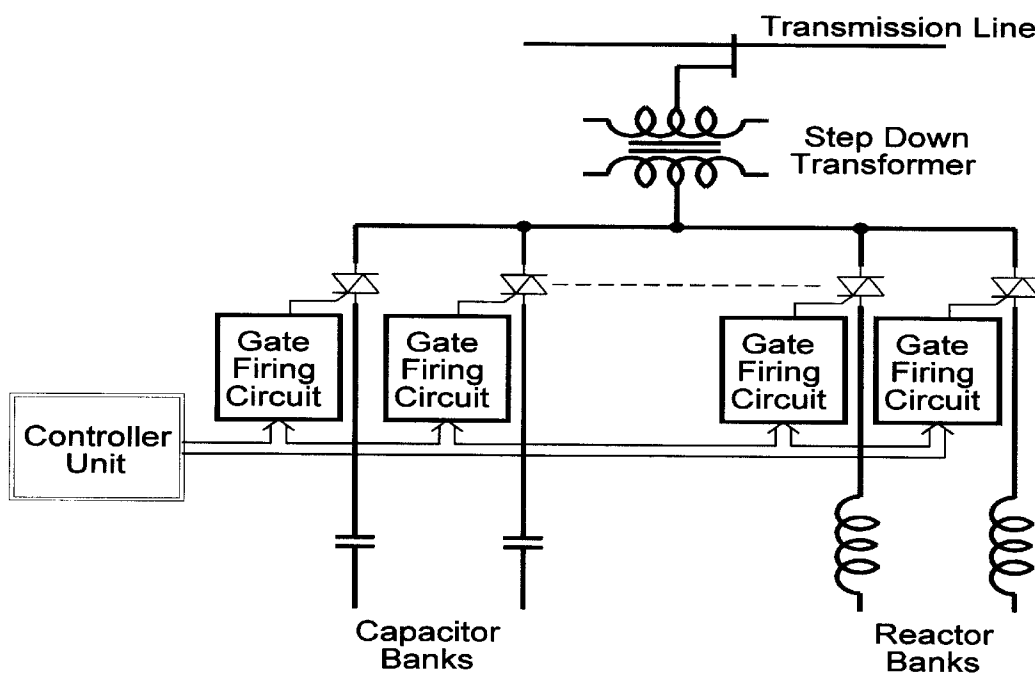 Transmission Line
Step Down
Transformer
Gate
Firing
Circuit
Gate
Firing
Circuit
Gate
Firing
Circuit
Gate
Firing
Circuit
Controller
Unit
Capacitor
Banks
Reactor
Banks